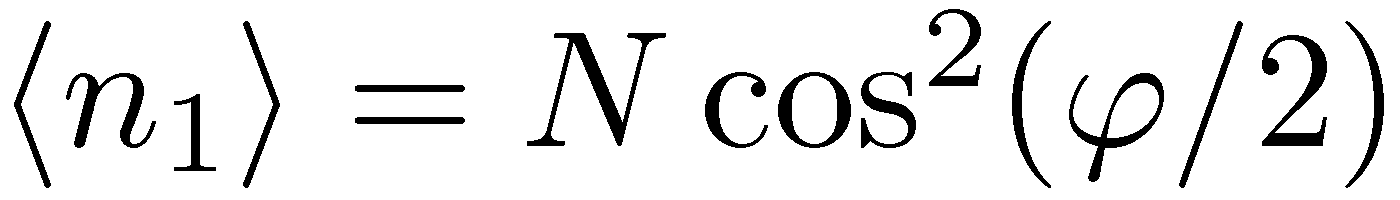 ⟨n₁⟩ = N cos²(φ/2)